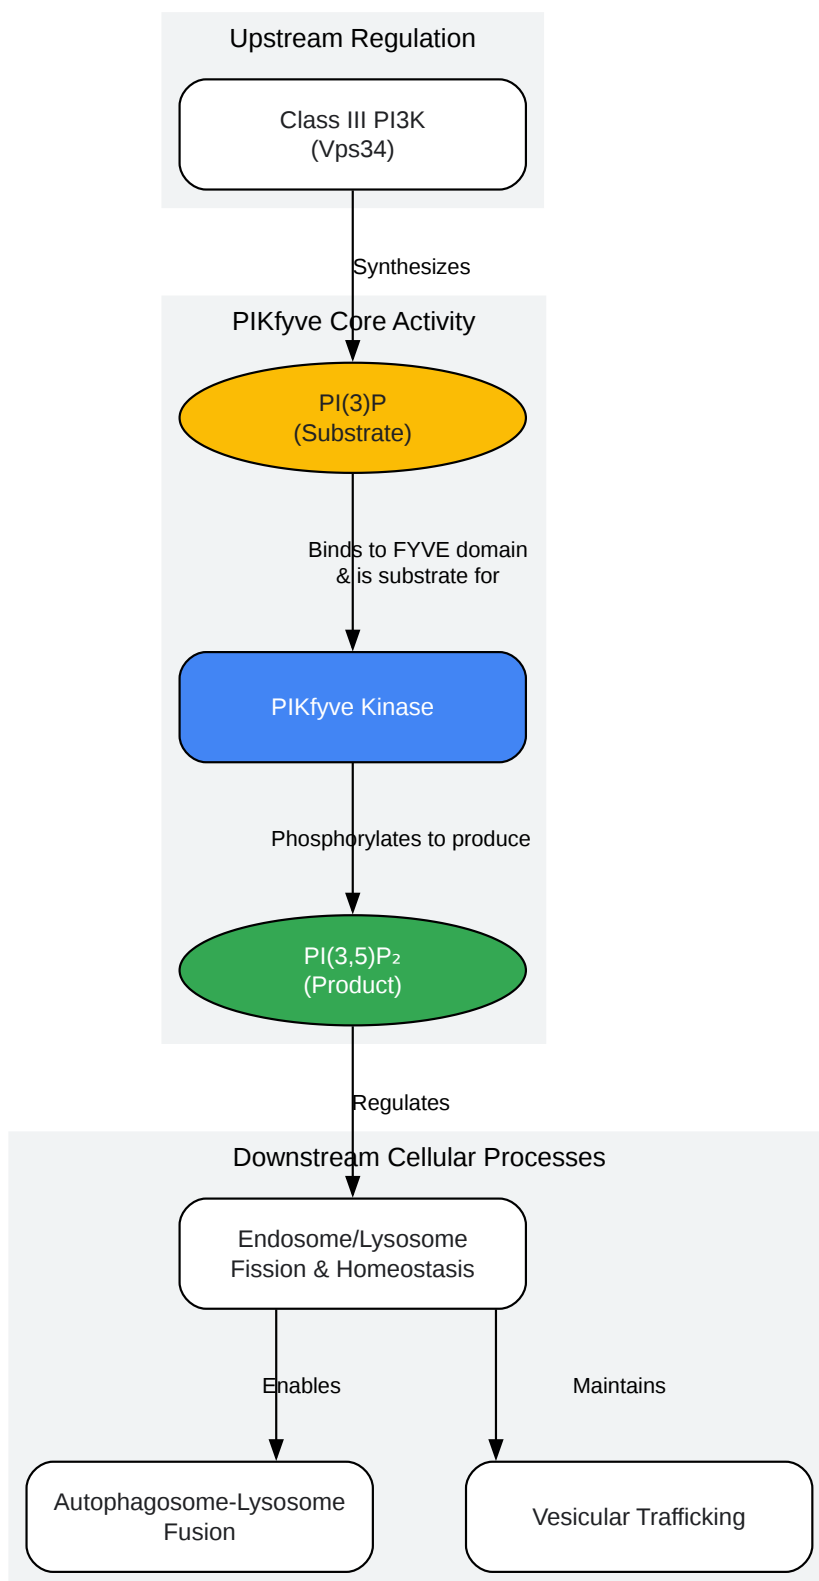 Upstream Regulation
Class III PI3K
(Vps34)
Synthesizes
PIKfyve Core Activity
PI(3)P
(Substrate)
Binds to FYVE domain
& is substrate for
PIKfyve Kinase
Phosphorylates to produce
PI(3,5)P₂
(Product)
Regulates
Downstream Cellular Processes
Endosome/Lysosome
Fission & Homeostasis
Enables
Maintains
Autophagosome-Lysosome
Fusion
Vesicular Trafficking